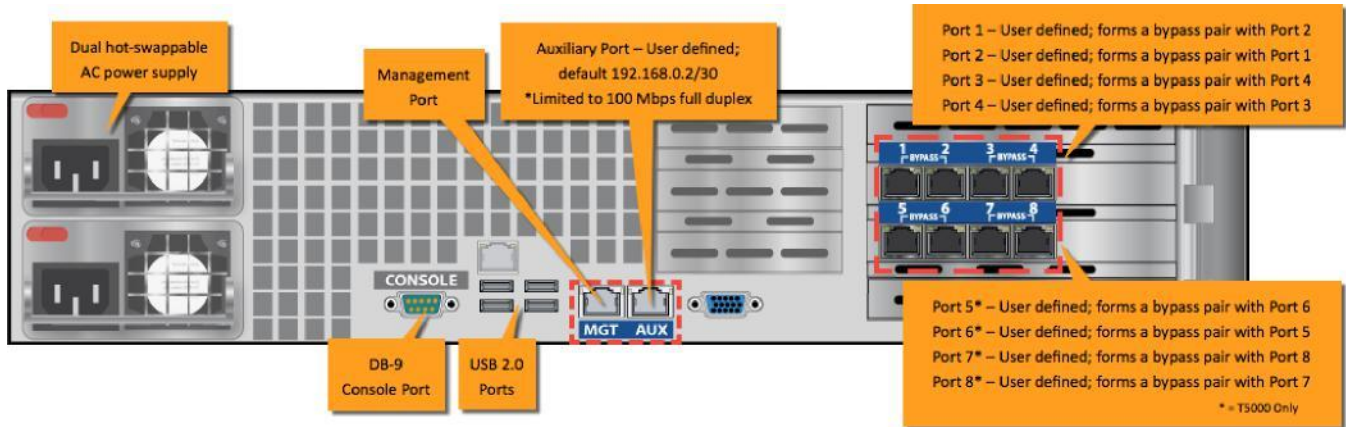 Dual hot-swappable
AC power supply
Management
Port
Auxiliary Port – User defined;
default 192.168.0.2/30
*Limited to 100 Mbps full duplex
Port 1 – User defined; forms a bypass pair with Port 2
Port 2 – User defined; forms a bypass pair with Port 1
Port 3 – User defined; forms a bypass pair with Port 4
Port 4 – User defined; forms a bypass pair with Port 3
1 2 3 4
BYPASS BYPASS
5 6 7 8
BYPASS BYPASS
CONSOLE
MGT AUX
DB-9
Console Port
USB 2.0
Ports
Port 5* – User defined; forms a bypass pair with Port 6
Port 6* – User defined; forms a bypass pair with Port 5
Port 7* – User defined; forms a bypass pair with Port 8
Port 8* – User defined; forms a bypass pair with Port 7
* = T5000 Only